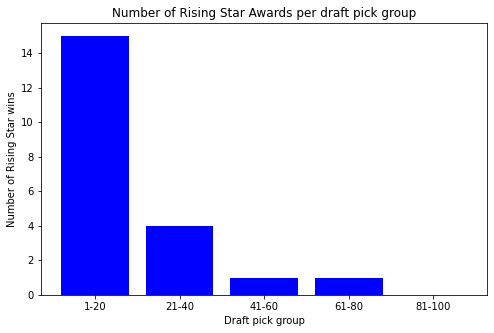 Number of Rising Star Awards per draft pick group
Number of Rising Star wins
14
12
10
8
6
4
2
0
1-20 21-40 41-60 61-80 81-100
Draft pick group